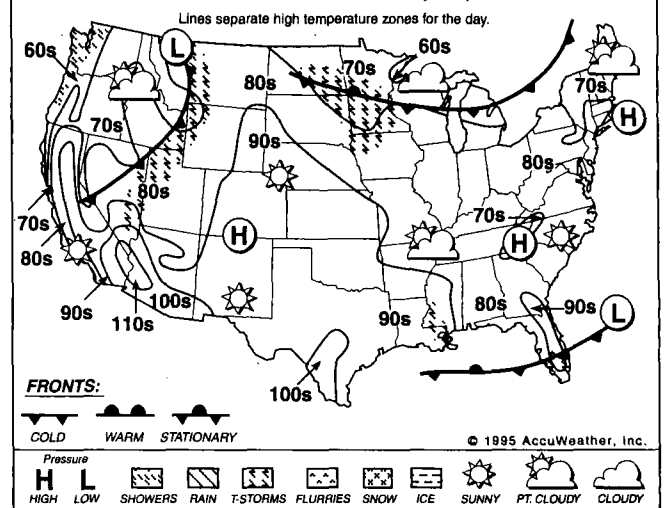 Lines separate high temperature zones for the day.
60s
L
60s
70s
80s
70s
H
70s
90s
80s
80s
70s
H
H
70s
80s
90s
100s
110s
90s
80s
90s
L
100s
FRONTS:
COLD WARM STATIONARY
© 1995 AccuWeather, Inc.
Pressure
H L
HIGH LOW SHOWERS RAIN T-STORMS FLURRIES SNOW ICE SUNNY PT. CLOUDY CLOUDY